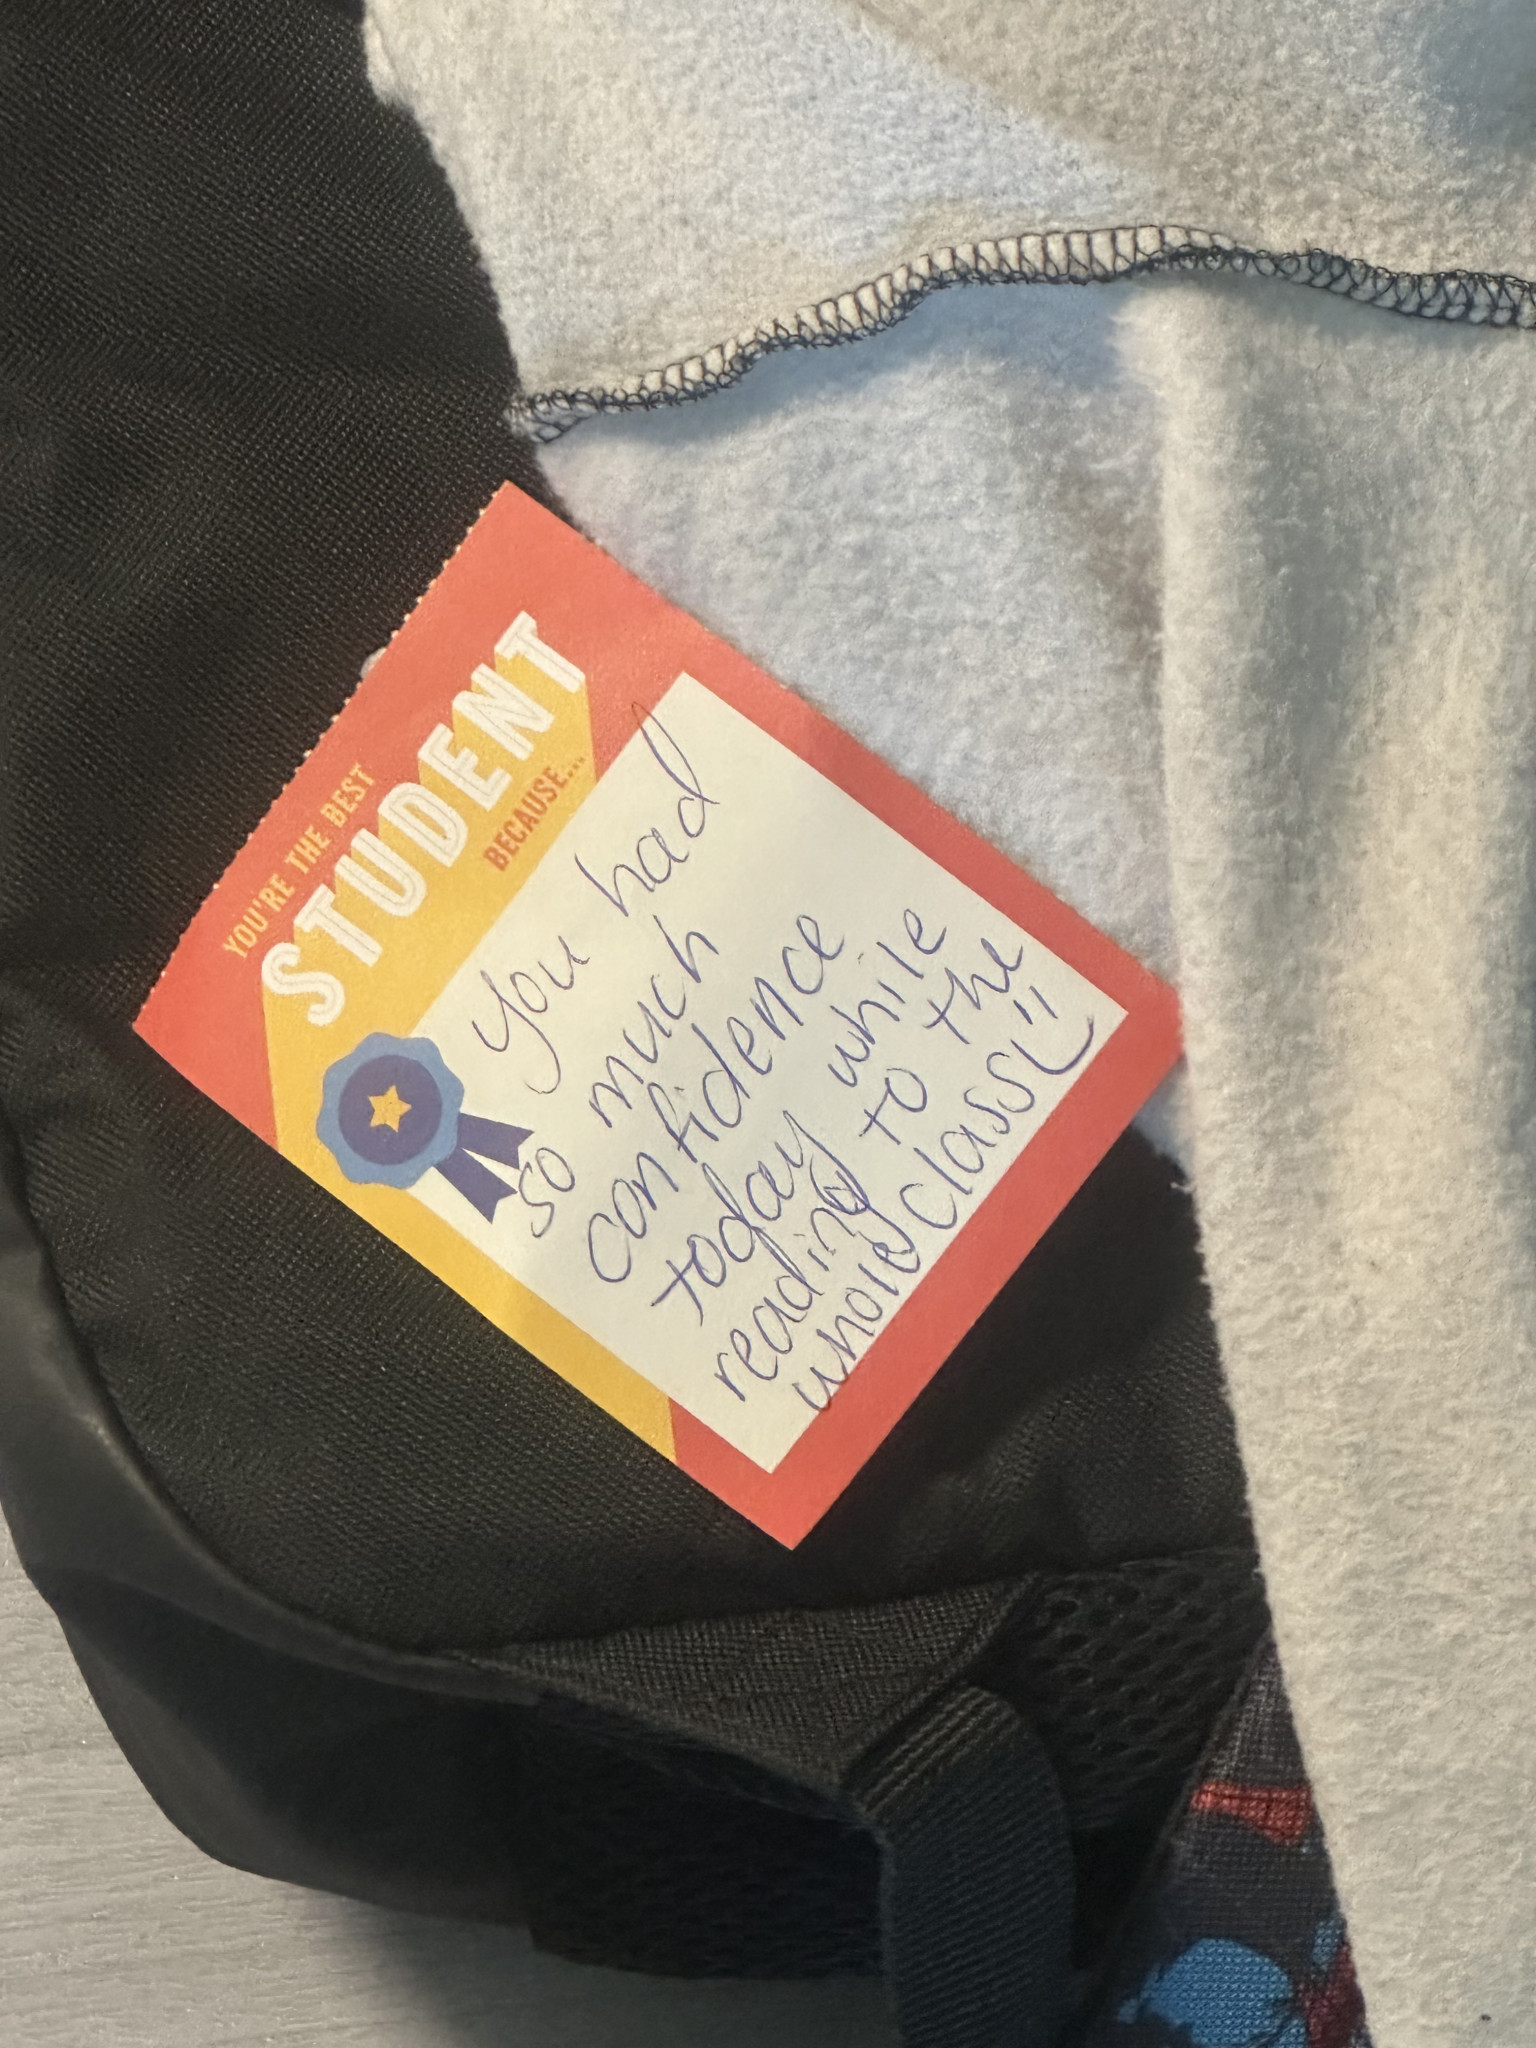 YOU'RE THE BEST
STUDENT
BECAUSE...
You had
so much
confidence
today while
reading to the
whole class